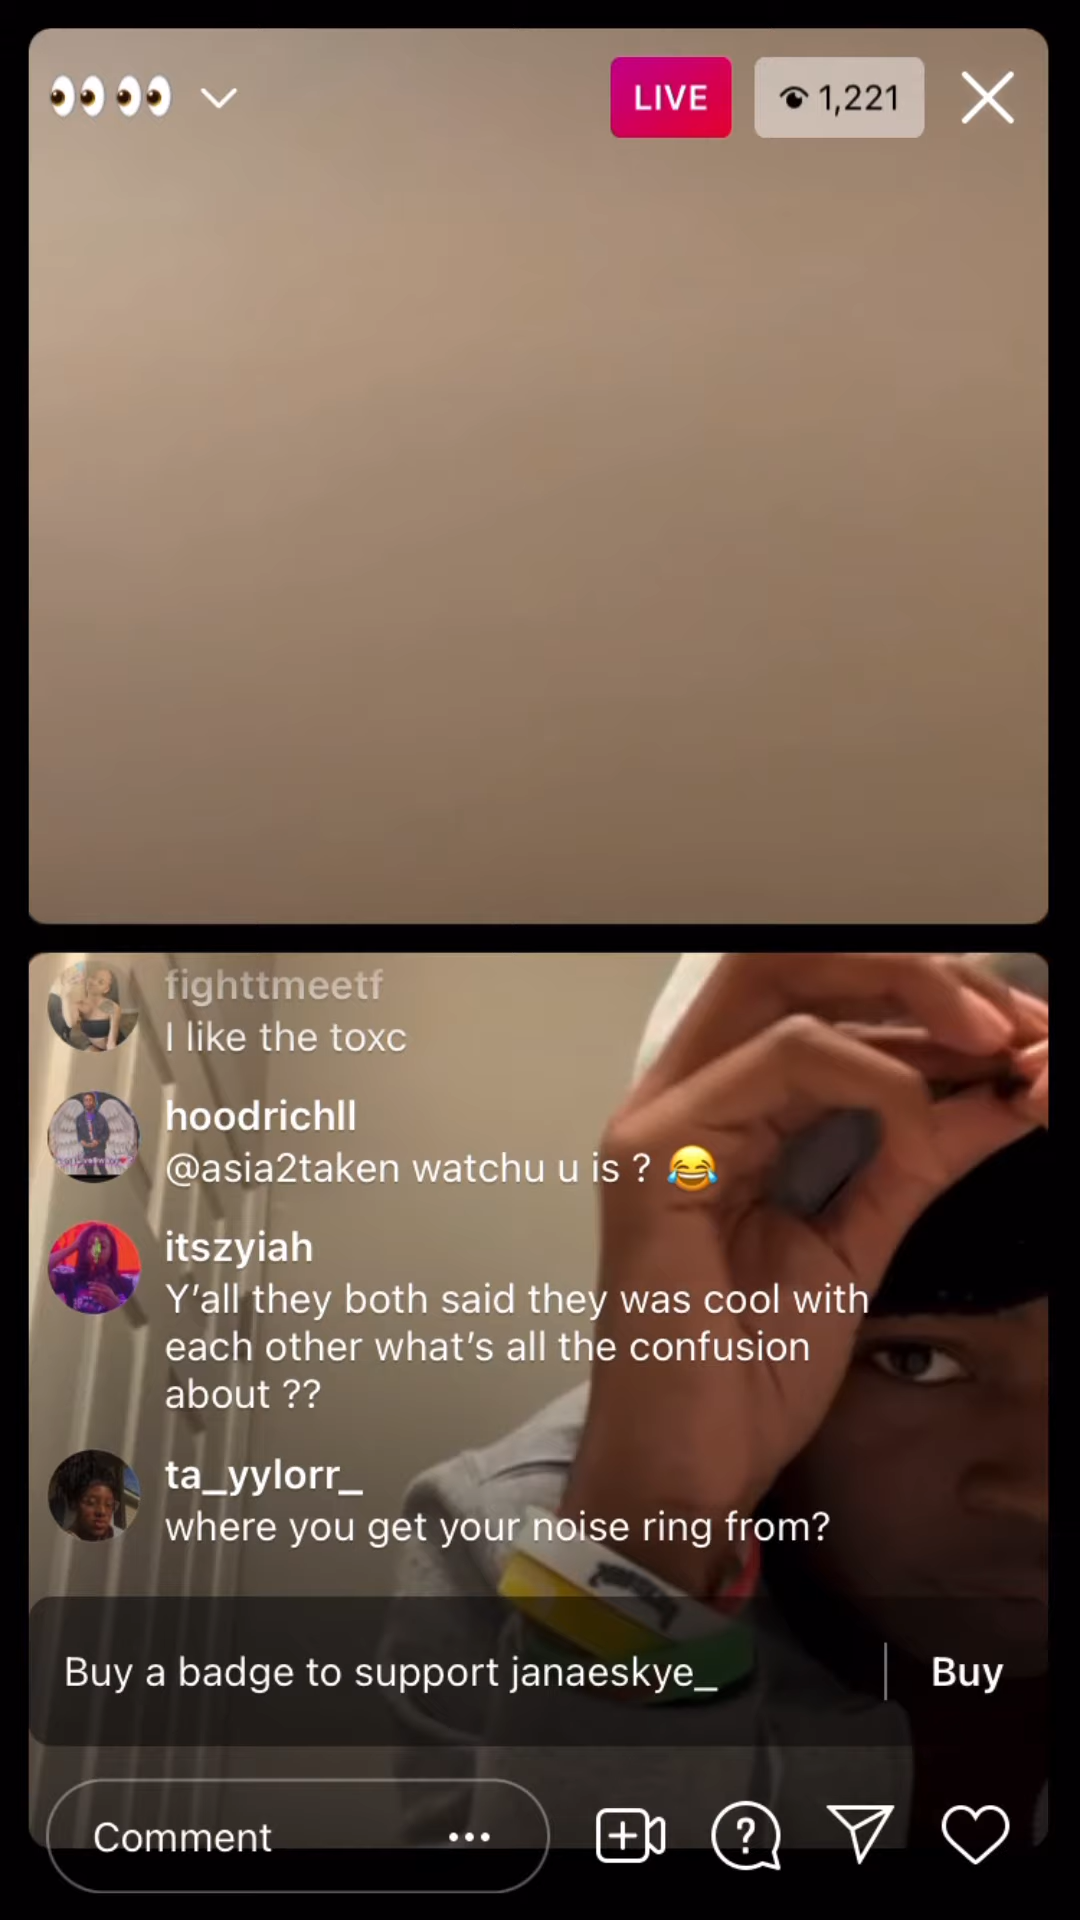 👀👀
LIVE
1,221
fighttmeetf
I like the toxc
hoodrichll
@asia2taken watchu u is ? 😂
itszyiah
Y’all they both said they was cool with
each other what’s all the confusion
about ??
ta_yylorr_
where you get your noise ring from?
Buy a badge to support janaeskye_
Buy
Comment